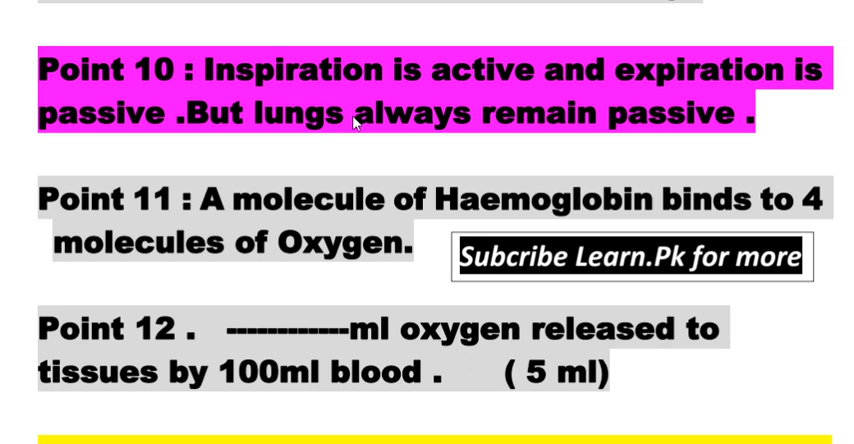 Point 10 : Inspiration is active and expiration is
passive .But lungs always remain passive .
Point 11 : A molecule of Haemoglobin binds to 4
molecules of Oxygen.
Subcribe Learn.Pk for more
Point 12 . ------------ml oxygen released to
tissues by 100ml blood . ( 5 ml)